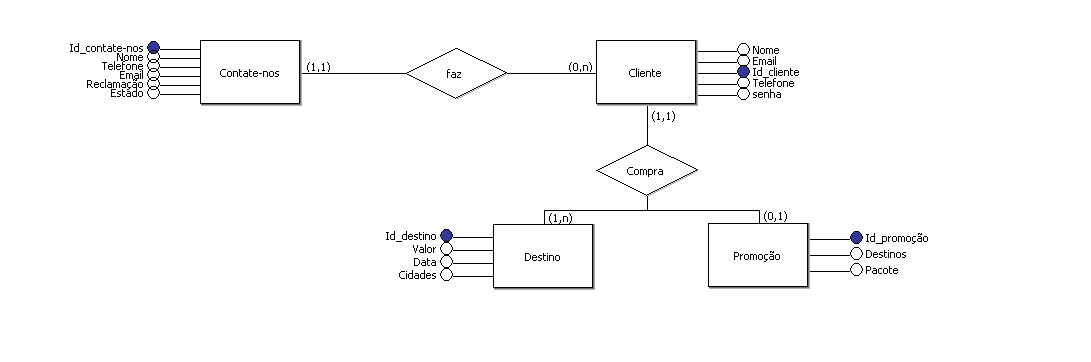 Id_contate-nos
Nome
Telefone
Email
Reclamação
Estado
Contate-nos
(1,1)
faz
(0,n)
Cliente
Nome
Email
Id_cliente
Telefone
senha
(1,1)
Compra
(1,n)
(0,1)
Id_destino
Valor
Data
Cidades
Destino
Promoção
Id_promoção
Destinos
Pacote